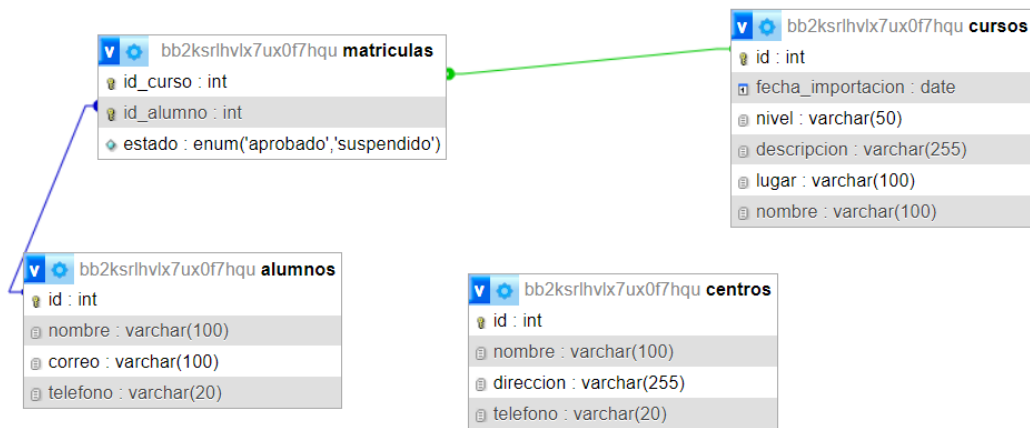 bb2ksrlhvlx7ux0f7hqu matriculas
id_curso : int
id_alumno : int
estado : enum('aprobado','suspendido')
bb2ksrlhvlx7ux0f7hqu cursos
id : int
fecha_importacion : date
nivel : varchar(50)
descripcion : varchar(255)
lugar : varchar(100)
nombre : varchar(100)
bb2ksrlhvlx7ux0f7hqu alumnos
id : int
nombre : varchar(100)
correo : varchar(100)
telefono : varchar(20)
bb2ksrlhvlx7ux0f7hqu centros
id : int
nombre : varchar(100)
direccion : varchar(255)
telefono : varchar(20)